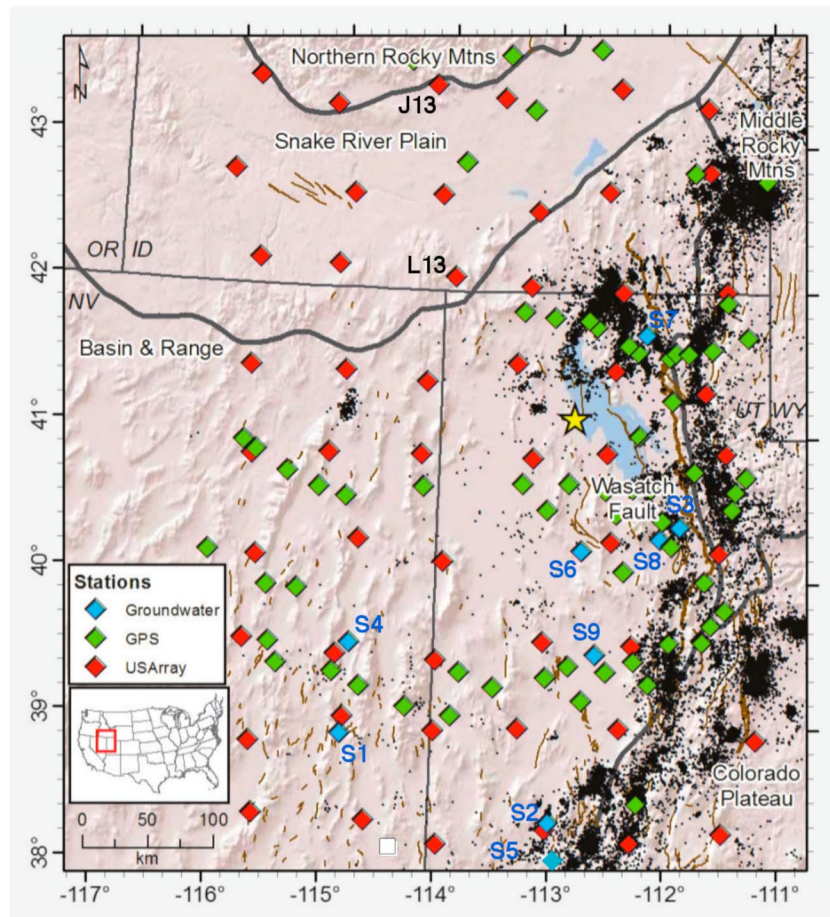 Northern Rocky Mtns
J13
43°
Middle
Rocky
Mtns
Snake River Plain
OR
ID
L13
42°
NV
S7
Basin & Range
41°
UT
WY
Wasatch
Fault
S3
40°
S6
S8
Stations
Groundwater
GPS
USArray
S4
S9
39°
S1
Colorado
Plateau
S2
0
50
100
km
S5
38°
-117°
-116°
-115°
-114°
-113°
-112°
-111°
N